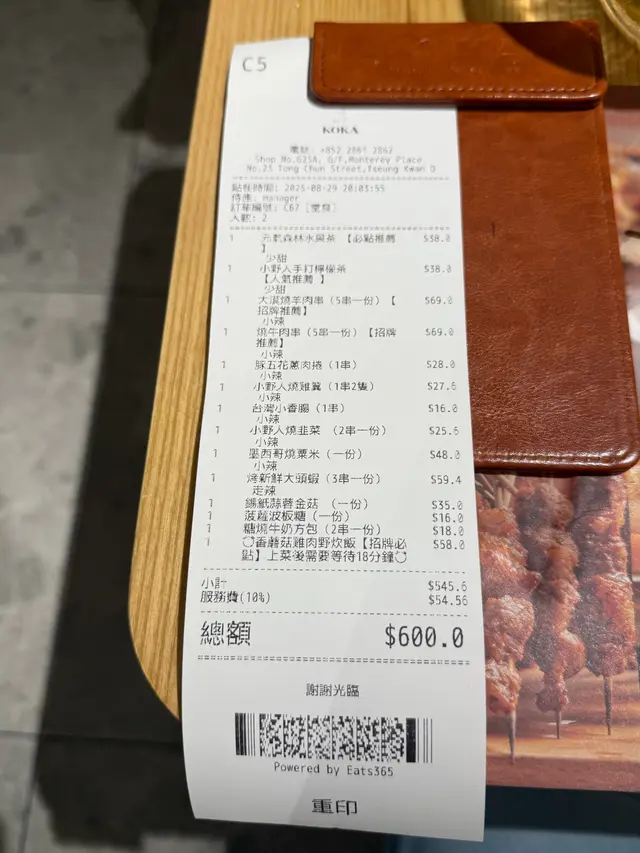 C5
KOKA
電話: +852 2867 2867
Shop No.G25A, G/F,Monterey Place
No.23 Tong Chun Street,Tseung Kwan O
點枱時間: 2025-08-29 20:03:55
侍應: manager
訂單編號: C67 [堂食]
人數: 2
1 元氣森林水果茶 【必點推薦 $38.0
】
少甜
1 小野人手打檸檬茶 $38.0
【人氣推薦 】
少甜
1 大漠燒羊肉串（5串一份）【 $69.0
招牌推薦】
小辣
1 燒牛肉串（5串一份）【招牌 $69.0
推薦】
小辣
1 豚五花蔥肉捲（1串） $28.0
小辣
1 小野人燒雞翼（1串2隻） $27.6
小辣
1 台灣小香腸（1串） $16.0
小辣
1 小野人燒韭菜 （2串一份） $25.6
小辣
1 墨西哥燒粟米（一份） $48.0
小辣
1 烤新鮮大頭蝦（3串一份） $59.4
走辣
1 錫紙蒜蓉金菇 （一份） $35.0
1 菠蘿波板糖（一份） $16.0
1 糖燒牛奶方包（2串一份） $18.0
1 香蘑菇雞肉野炊飯【招牌必 $58.0
點】上菜後需要等待18分鐘
小計 $545.6
服務費(10%) $54.56
總額 $600.0
謝謝光臨
Powered by Eats365
重印